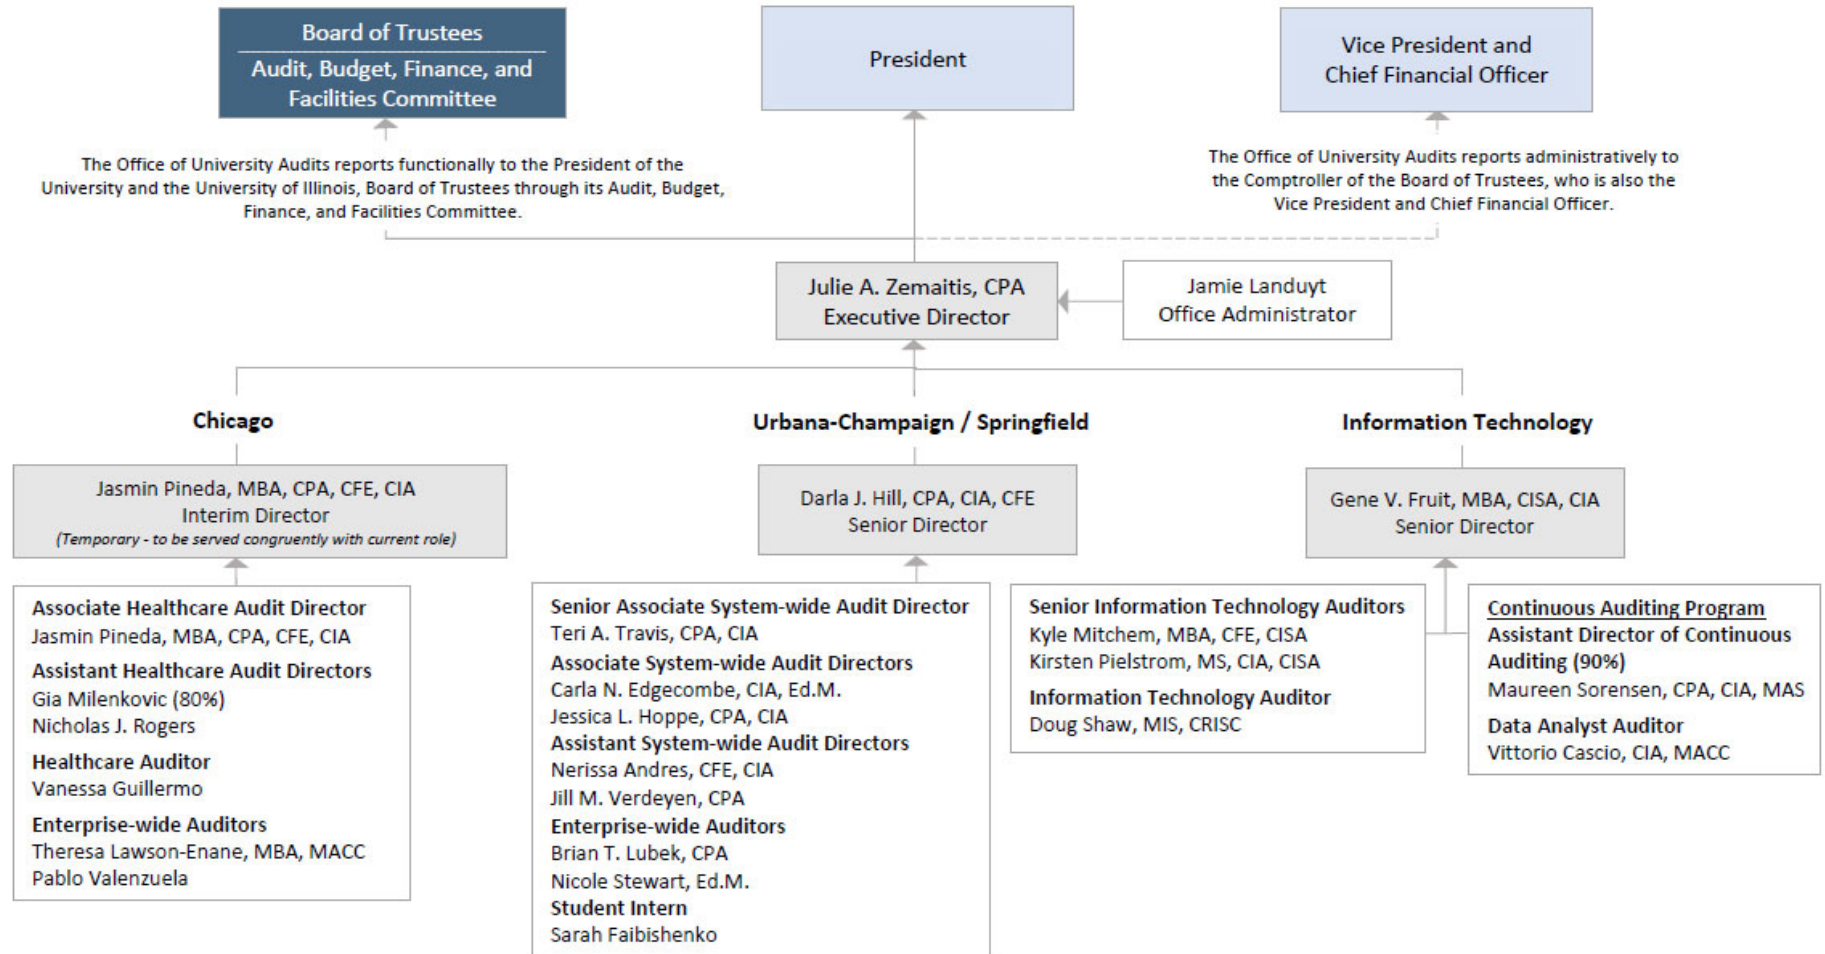 Board of Trustees
Audit, Budget, Finance, and
Facilities Committee
President
Vice President and
Chief Financial Officer
The Office of University Audits reports functionally to the President of the
University and the University of Illinois, Board of Trustees through its Audit, Budget,
Finance, and Facilities Committee.
The Office of University Audits reports administratively to
the Comptroller of the Board of Trustees, who is also the
Vice President and Chief Financial Officer.
Julie A. Zemaitis, CPA
Executive Director
Jamie Landuyt
Office Administrator
Chicago
Jasmin Pineda, MBA, CPA, CFE, CIA
Interim Director
(Temporary - to be served congruently with current role)
Associate Healthcare Audit Director
Jasmin Pineda, MBA, CPA, CFE, CIA
Assistant Healthcare Audit Directors
Gia Milenkovic (80%)
Nicholas J. Rogers
Healthcare Auditor
Vanessa Guillermo
Enterprise-wide Auditors
Theresa Lawson-Enane, MBA, MACC
Pablo Valenzuela
Urbana-Champaign / Springfield
Darla J. Hill, CPA, CIA, CFE
Senior Director
Senior Associate System-wide Audit Director
Teri A. Travis, CPA, CIA
Associate System-wide Audit Directors
Carla N. Edgecombe, CIA, Ed.M.
Jessica L. Hoppe, CPA, CIA
Assistant System-wide Audit Directors
Nerissa Andres, CFE, CIA
Jill M. Verdeyen, CPA
Enterprise-wide Auditors
Brian T. Lubek, CPA
Nicole Stewart, Ed.M.
Student Intern
Sarah Faibishenko
Information Technology
Gene V. Fruit, MBA, CISA, CIA
Senior Director
Senior Information Technology Auditors
Kyle Mitchem, MBA, CFE, CISA
Kirsten Pielstrom, MS, CIA, CISA
Information Technology Auditor
Doug Shaw, MIS, CRISC
Continuous Auditing Program
Assistant Director of Continuous
Auditing (90%)
Maureen Sorensen, CPA, CIA, MAS
Data Analyst Auditor
Vittorio Cascio, CIA, MACC